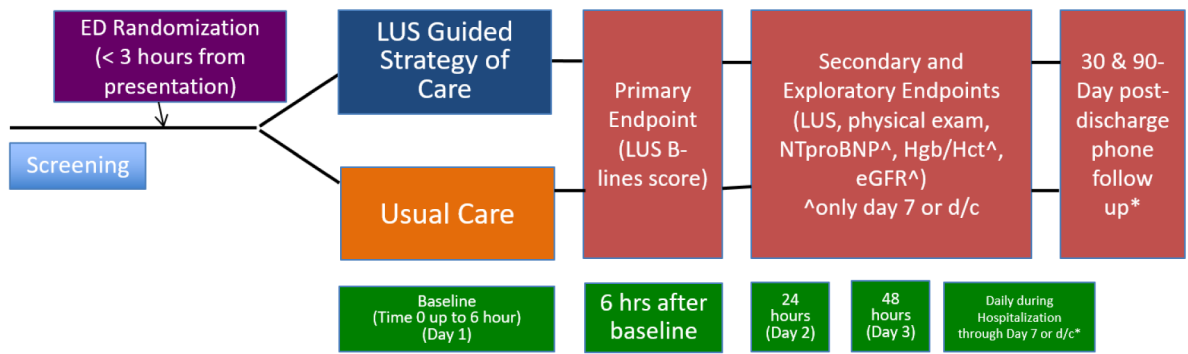 ED Randomization
(< 3 hours from
presentation)
Screening
LUS Guided
Strategy of
Care
Usual Care
Primary
Endpoint
(LUS B-
lines score)
Secondary and
Exploratory Endpoints
(LUS, physical exam,
NTproBNP^, Hgb/Hct^,
eGFR^)
^only day 7 or d/c
30 & 90-
Day post-
discharge
phone
follow
up*
Baseline
(Time 0 up to 6 hour)
(Day 1)
6 hrs after
baseline
24
hours
(Day 2)
48
hours
(Day 3)
Daily during
Hospitalization
through Day 7 or d/c*